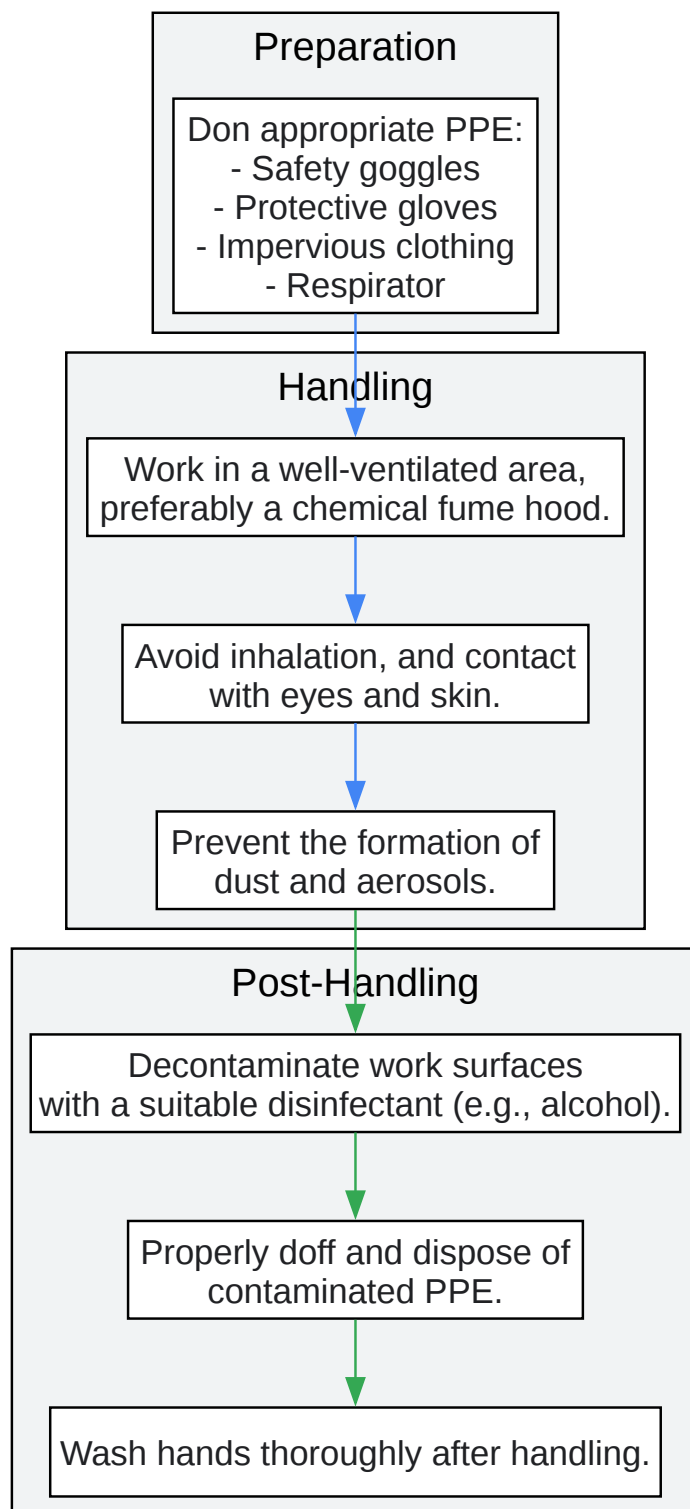 Preparation
Don appropriate PPE:
- Safety goggles
- Protective gloves
- Impervious clothing
- Respirator
Handling
Work in a well-ventilated area,
preferably a chemical fume hood.
Avoid inhalation, and contact
with eyes and skin.
Prevent the formation of
dust and aerosols.
Post-Handling
Decontaminate work surfaces
with a suitable disinfectant (e.g., alcohol).
Properly doff and dispose of
contaminated PPE.
Wash hands thoroughly after handling.